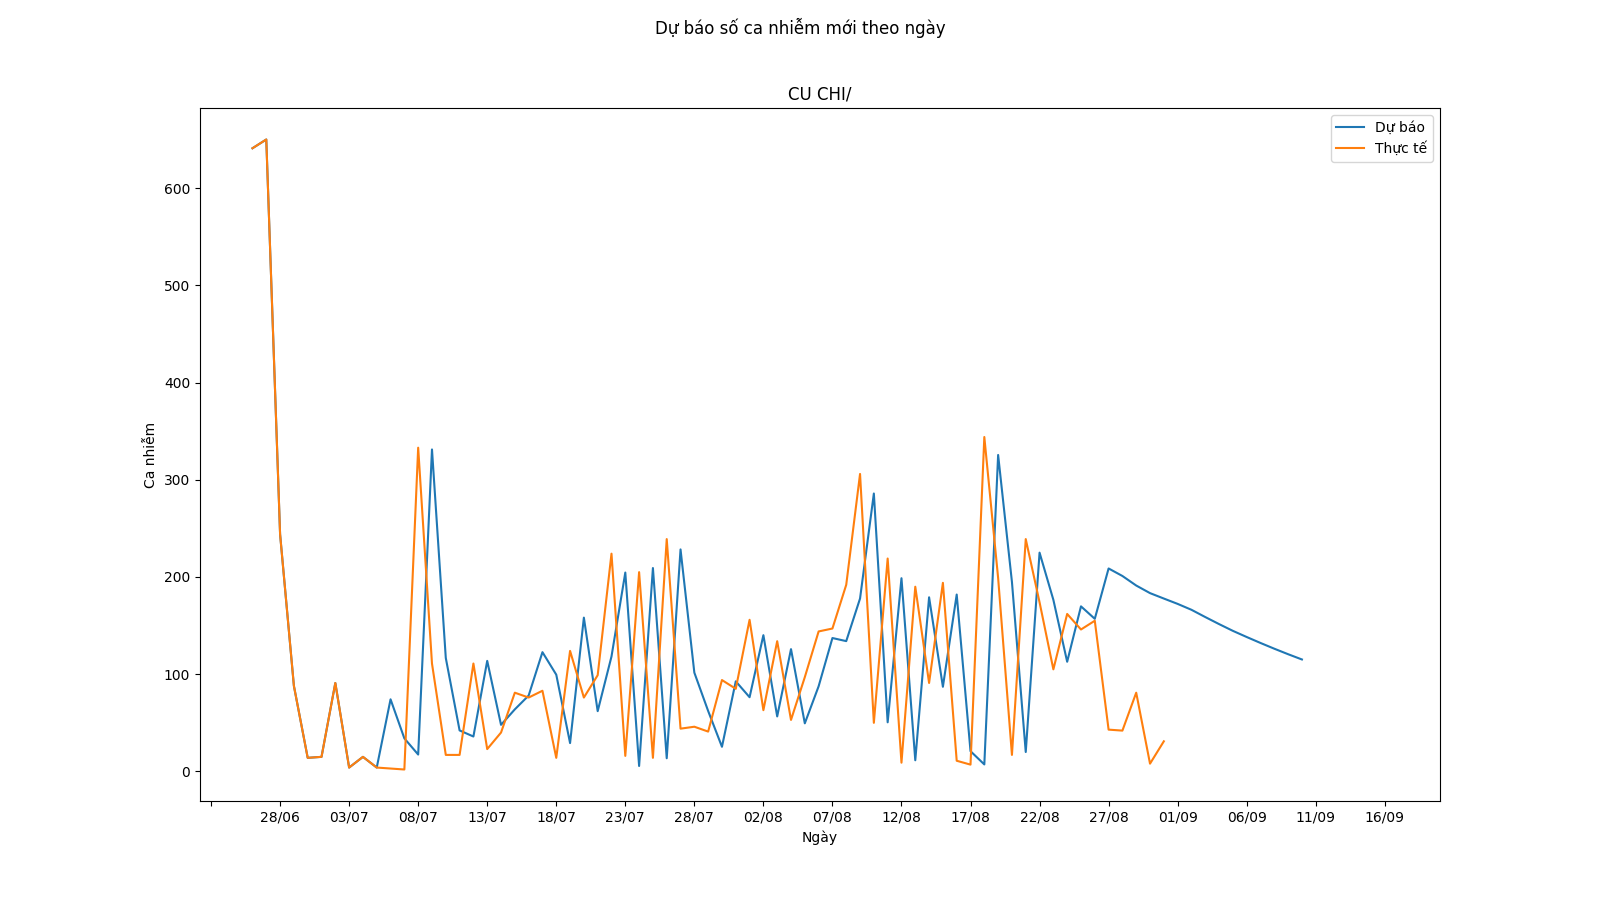 Dự báo số ca nhiễm mới theo ngày
CU CHI/
Dự báo
Thực tế
Ca nhiễm
600
500
400
300
200
100
0
28/06 03/07 08/07 13/07 18/07 23/07 28/07 02/08 07/08 12/08 17/08 22/08 27/08 01/09 06/09 11/09 16/09
Ngày